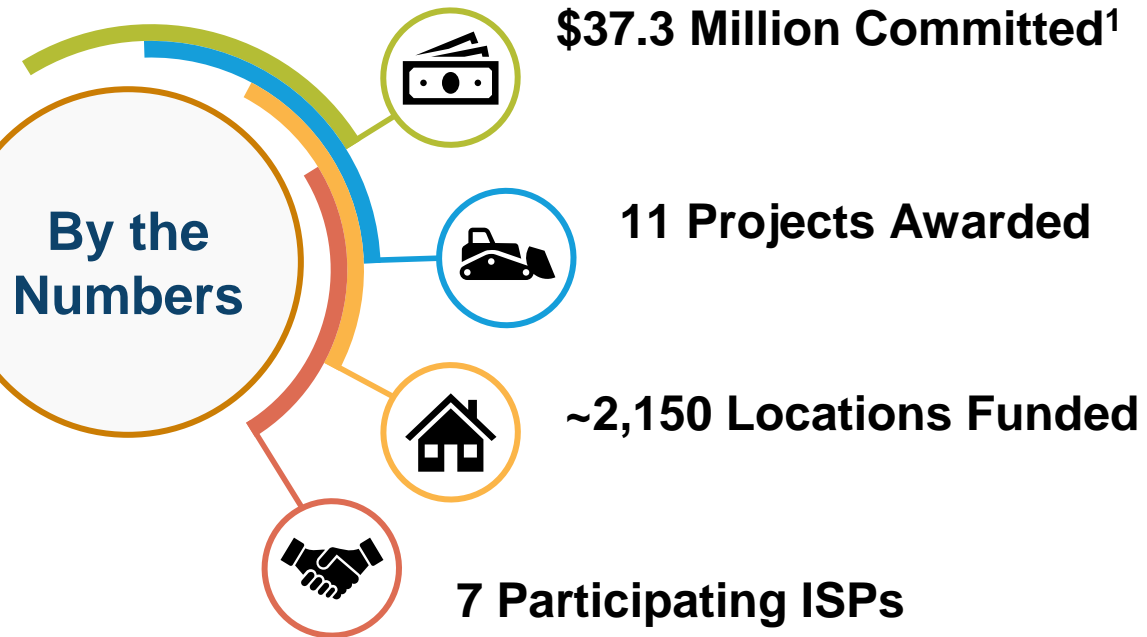 $37.3 Million Committed¹
By the
Numbers
11 Projects Awarded
~2,150 Locations Funded
7 Participating ISPs